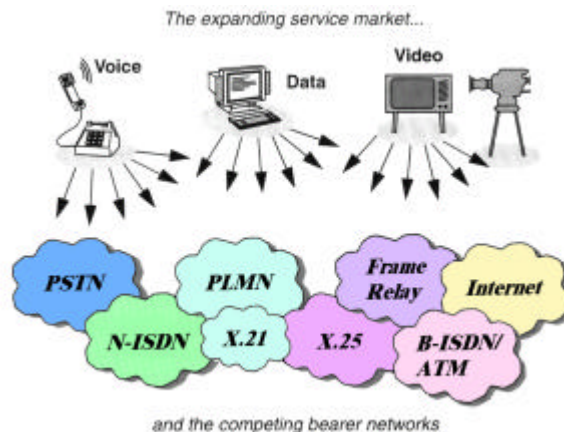 The expanding service market...
Voice
Data
Video
PSTN
PLMN
Frame
Relay
Internet
N-ISDN
X.21
X.25
B-ISDN/
ATM
and the competing bearer networks